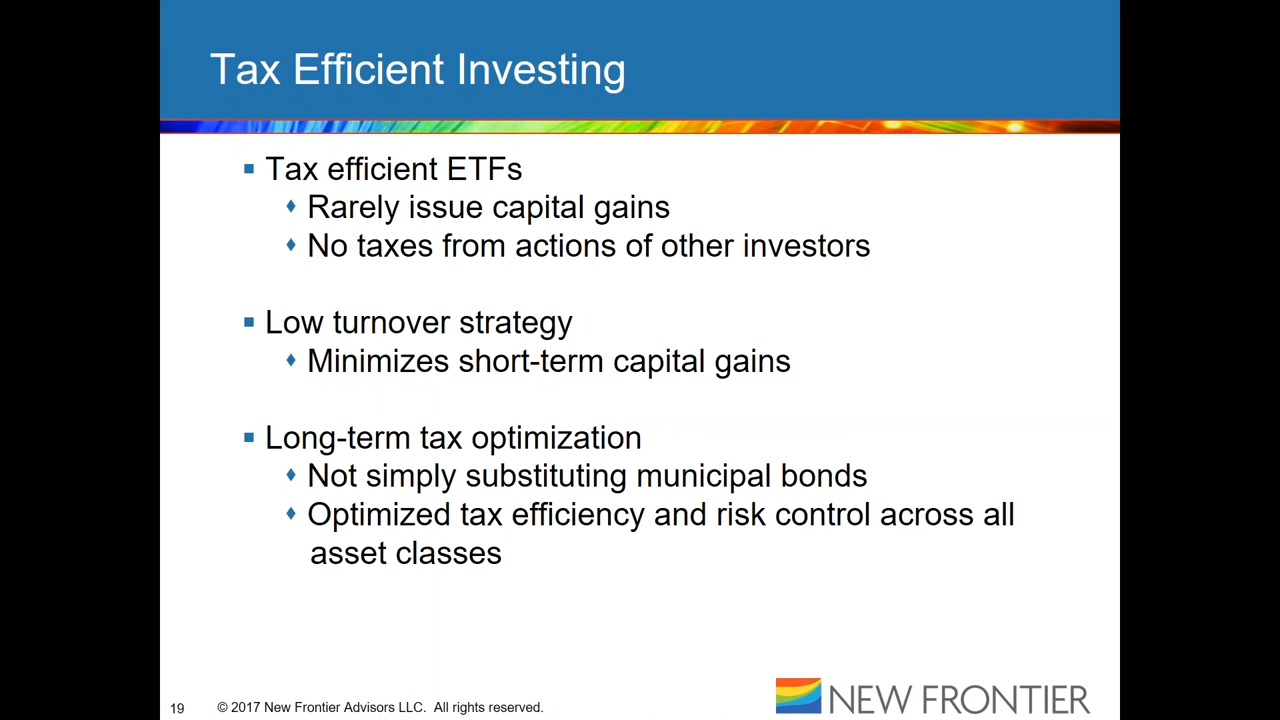 Tax Efficient Investing
▪ Tax efficient ETFs
♦ Rarely issue capital gains
♦ No taxes from actions of other investors
▪ Low turnover strategy
♦ Minimizes short-term capital gains
▪ Long-term tax optimization
♦ Not simply substituting municipal bonds
♦ Optimized tax efficiency and risk control across all
asset classes
19 © 2017 New Frontier Advisors LLC. All rights reserved.
NEW FRONTIER